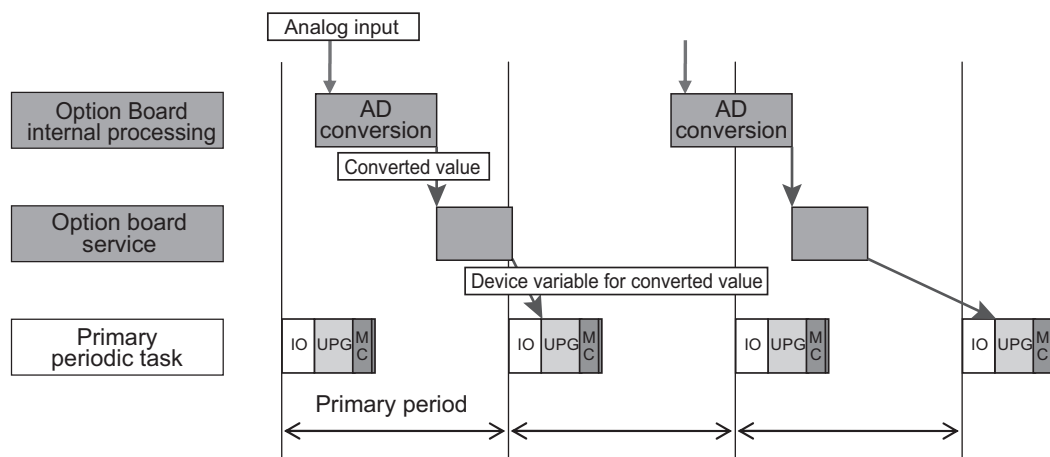 Analog input
Option Board
internal processing
AD
conversion
AD
conversion
Converted value
Option board
service
Device variable for converted value
Primary
periodic task
IO UPG M C
IO UPG M C
IO UPG M C
IO UPG M C
Primary period